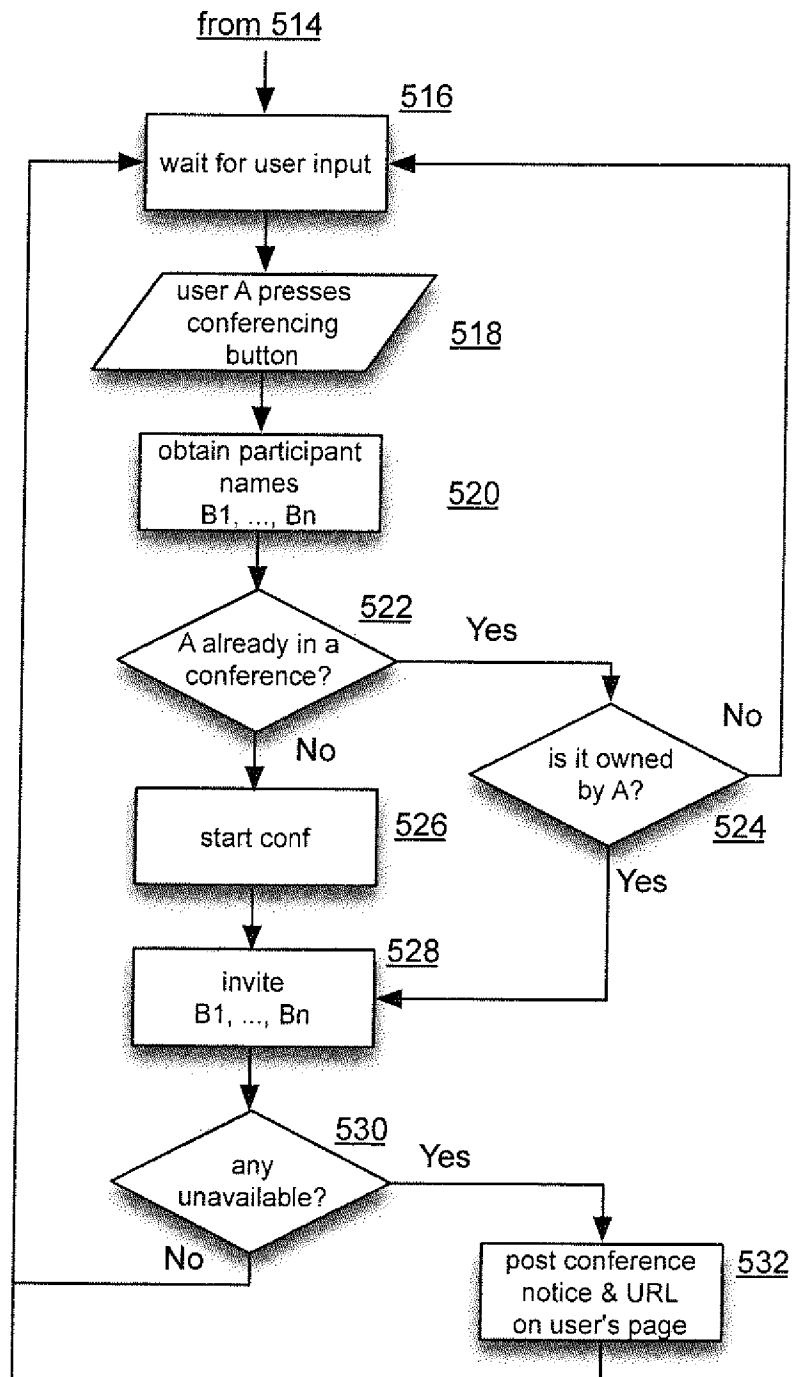 from 514
516
wait for user input
user A presses
conferencing
button
518
obtain participant
names
B1, ..., Bn
520
522
A already in a
conference?
Yes
No
No
is it owned
by A?
524
start conf
526
Yes
528
invite
B1, ..., Bn
530
any
unavailable?
Yes
No
post conference
notice & URL
on user's page
532